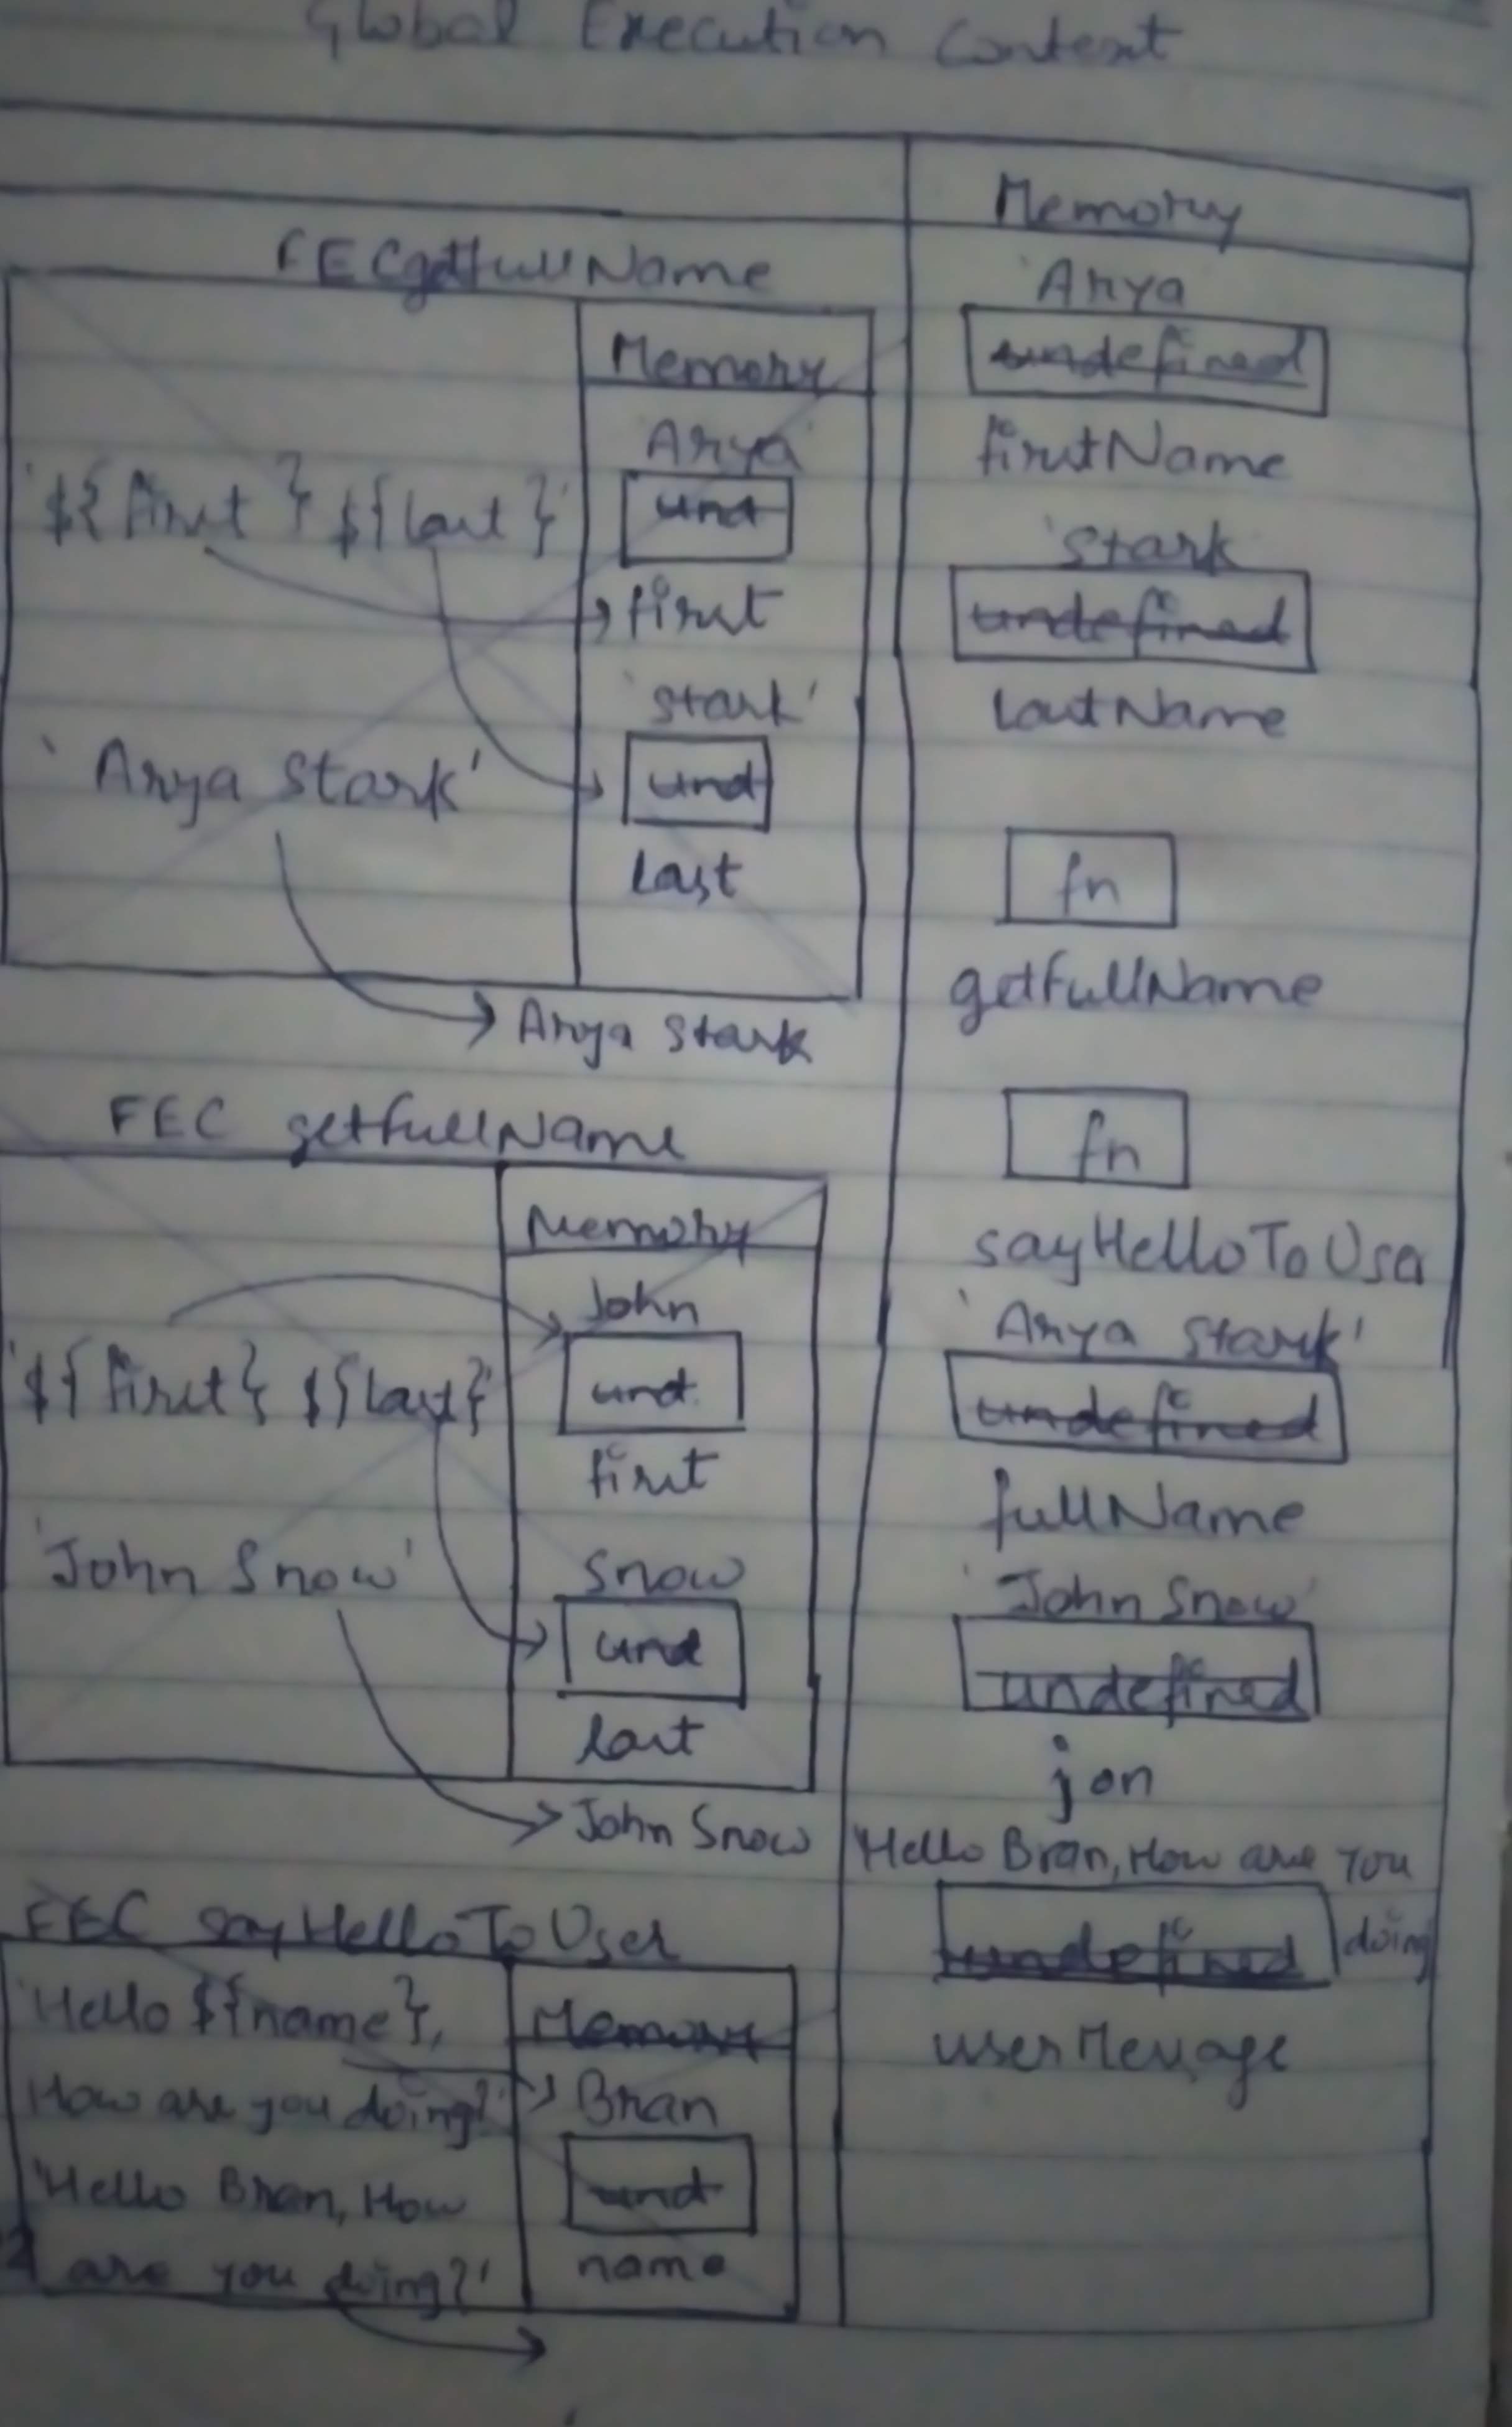 Global Execution Context
Memory
FEC getfullName
Memory
'Arya
und
first
'${first} ${last}'
'stark'
und
last
'Arya Stark'
Arya Stark
FEC getfullName
Memory
John
und
first
'${first} ${last}'
Snow
und
last
'John Snow'
John Snow
FEC sayHelloToUser
Memory
'Hello ${name},
How are you doing?'
Bran
und
name
'Hello Bran, How
are you doing?'
'Arya
undefined
firstName
'Stark
undefined
lastName
fn
getfullName
fn
sayHelloToUser
'Arya Stark'
undefined
fullName
'John Snow'
undefined
jon
'Hello Bran, How are you
doing
undefined
userMessage